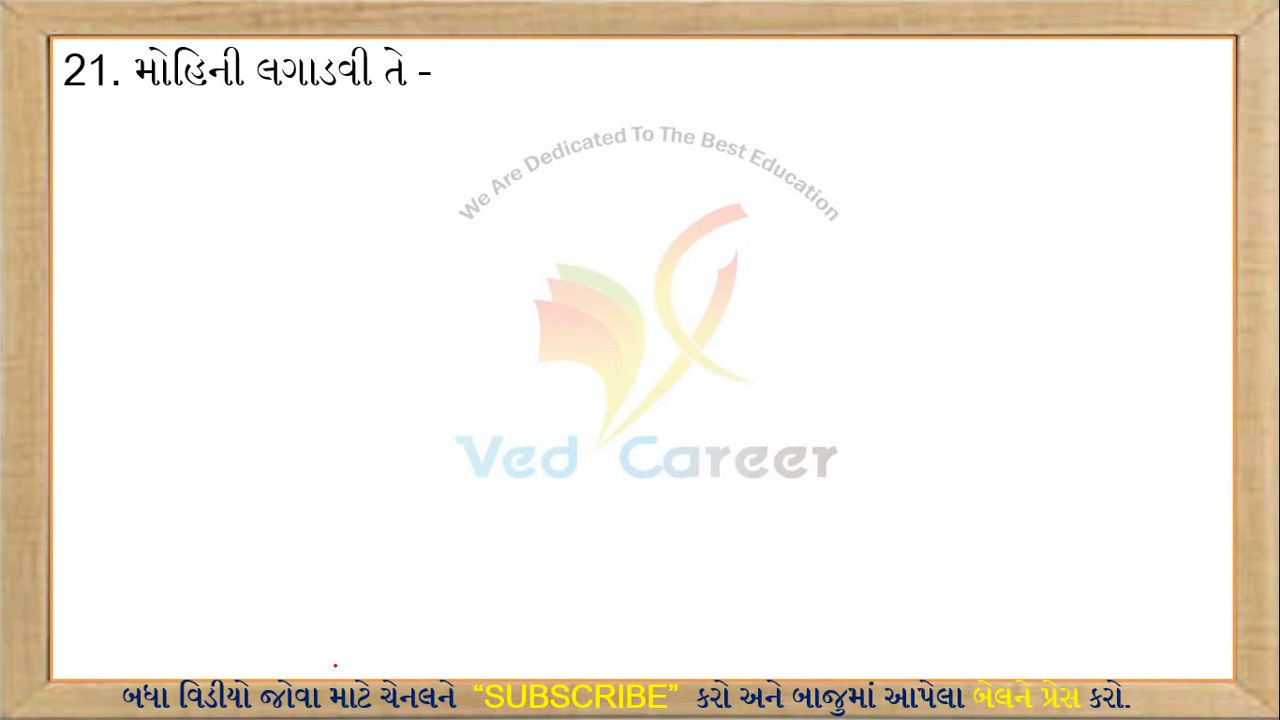 21. મોહિની લગાડવી તે -
We Are Dedicated To The Best Education
Ved Career
બધા વિડીયો જોવા માટે ચેનલને “SUBSCRIBE” કરો અને બાજુમાં આપેલા બેલને પ્રેસ કરો.